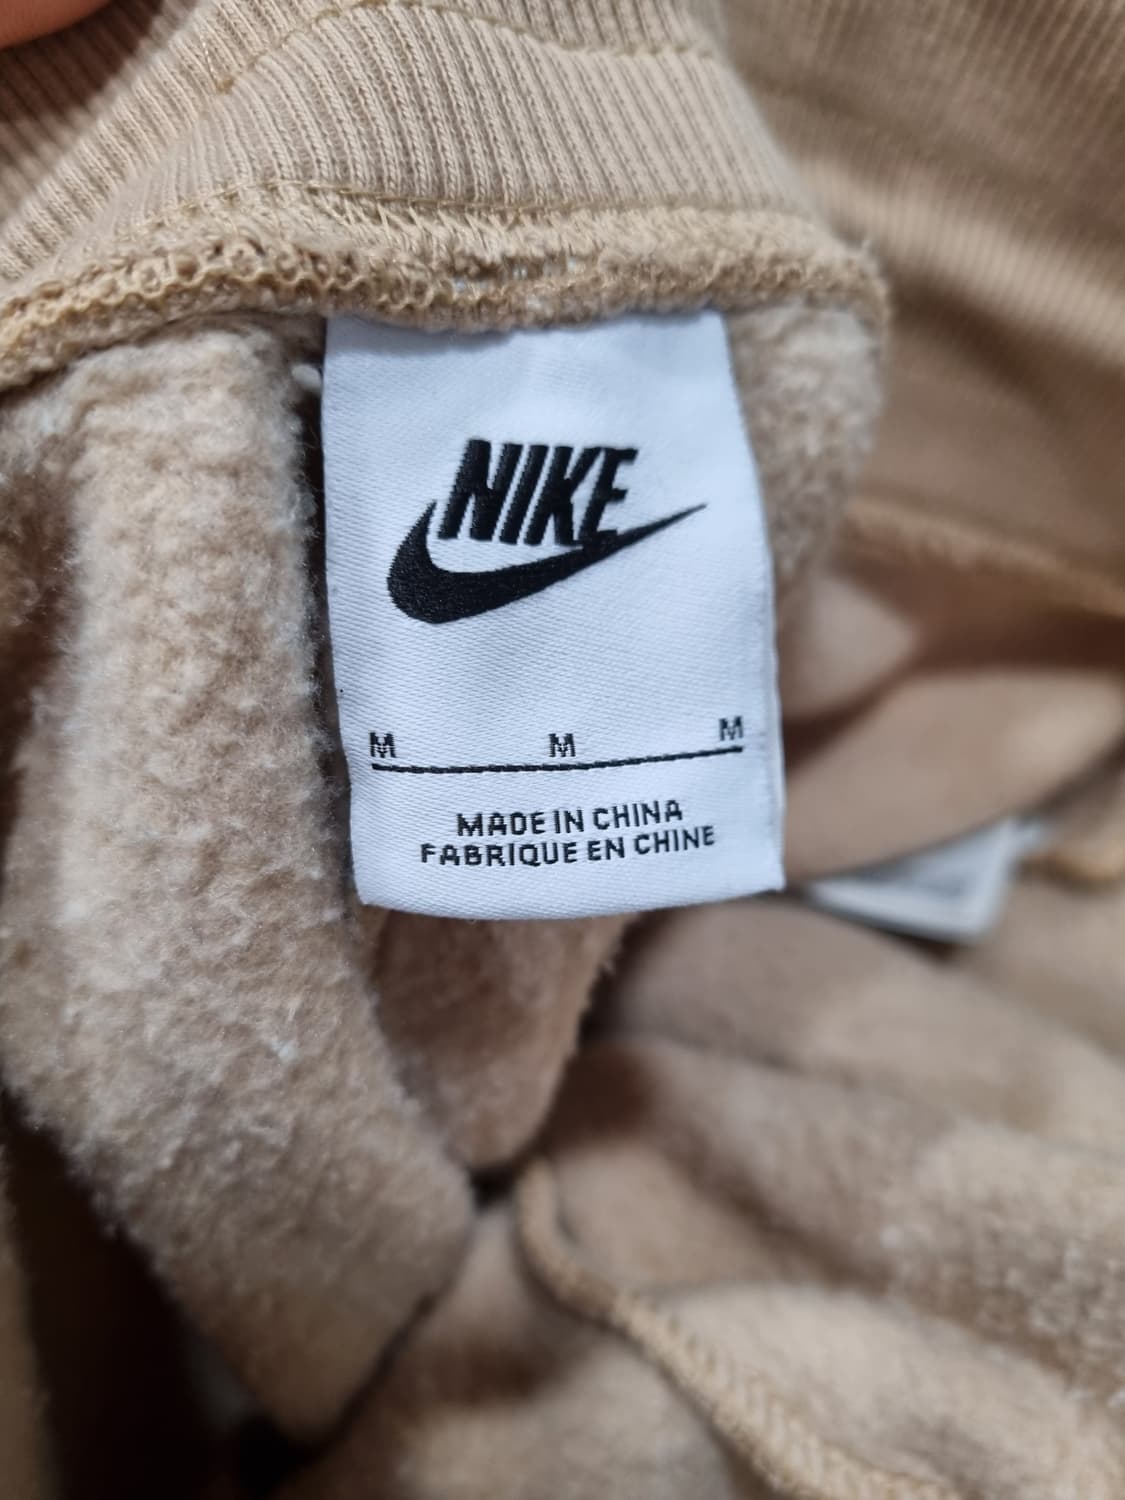 NIKE
M M M
MADE IN CHINA
FABRIQUE EN CHINE